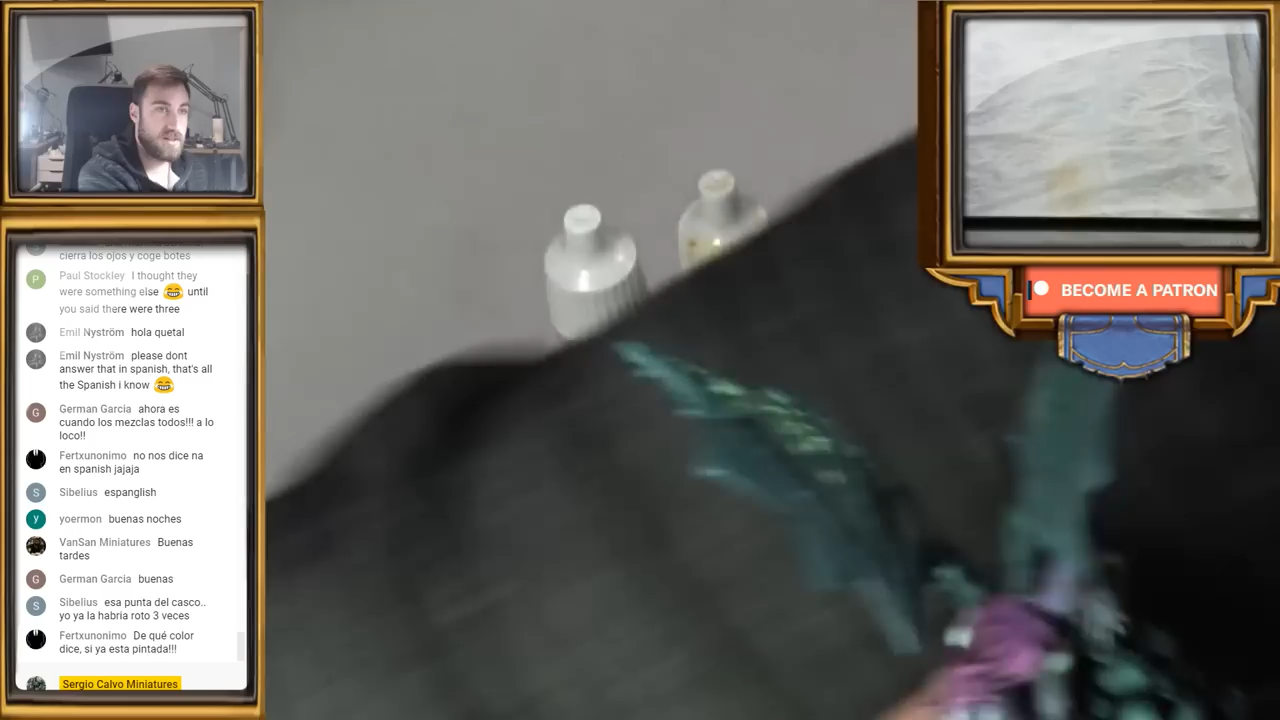 cierra los ojos y coge botes
P Paul Stockley I thought they
were something else 😂 until
you said there were three
Emil Nyström hola quetal
Emil Nyström please dont
answer that in spanish, that's all
the Spanish i know 😂
G German Garcia ahora es
cuando los mezclas todos!!! a lo
loco!!
Fertxunonimo no nos dice na
en spanish jajaja
S Sibelius espanglish
y yoermon buenas noches
VanSan Miniatures Buenas
tardes
G German Garcia buenas
S Sibelius esa punta del casco..
yo ya la habria roto 3 veces
Fertxunonimo De qué color
dice, si ya esta pintada!!!
Sergio Calvo Miniatures
BECOME A PATRON